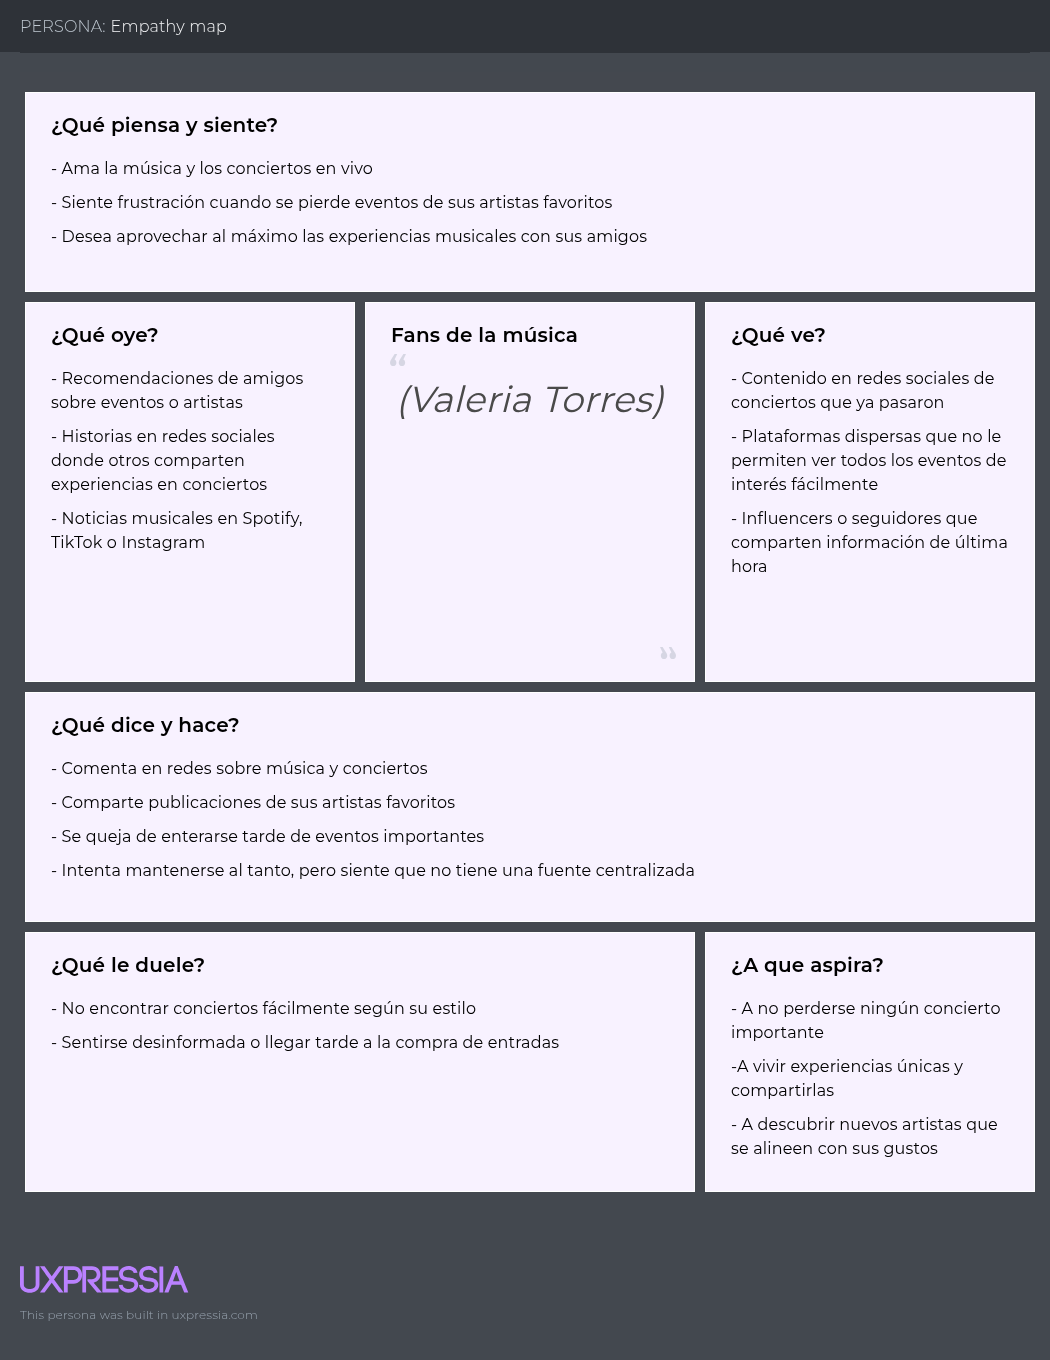 PERSONA: Empathy map
¿Qué piensa y siente?
- Ama la música y los conciertos en vivo
- Siente frustración cuando se pierde eventos de sus artistas favoritos
- Desea aprovechar al máximo las experiencias musicales con sus amigos
¿Qué oye?
- Recomendaciones de amigos
sobre eventos o artistas
- Historias en redes sociales
donde otros comparten
experiencias en conciertos
- Noticias musicales en Spotify,
TikTok o Instagram
Fans de la música
“
(Valeria Torres)
”
¿Qué ve?
- Contenido en redes sociales de
conciertos que ya pasaron
- Plataformas dispersas que no le
permiten ver todos los eventos de
interés fácilmente
- Influencers o seguidores que
comparten información de última
hora
¿Qué dice y hace?
- Comenta en redes sobre música y conciertos
- Comparte publicaciones de sus artistas favoritos
- Se queja de enterarse tarde de eventos importantes
- Intenta mantenerse al tanto, pero siente que no tiene una fuente centralizada
¿Qué le duele?
- No encontrar conciertos fácilmente según su estilo
- Sentirse desinformada o llegar tarde a la compra de entradas
¿A que aspira?
- A no perderse ningún concierto
importante
-A vivir experiencias únicas y
compartirlas
- A descubrir nuevos artistas que
se alineen con sus gustos
UXPRESSIA
This persona was built in uxpressia.com